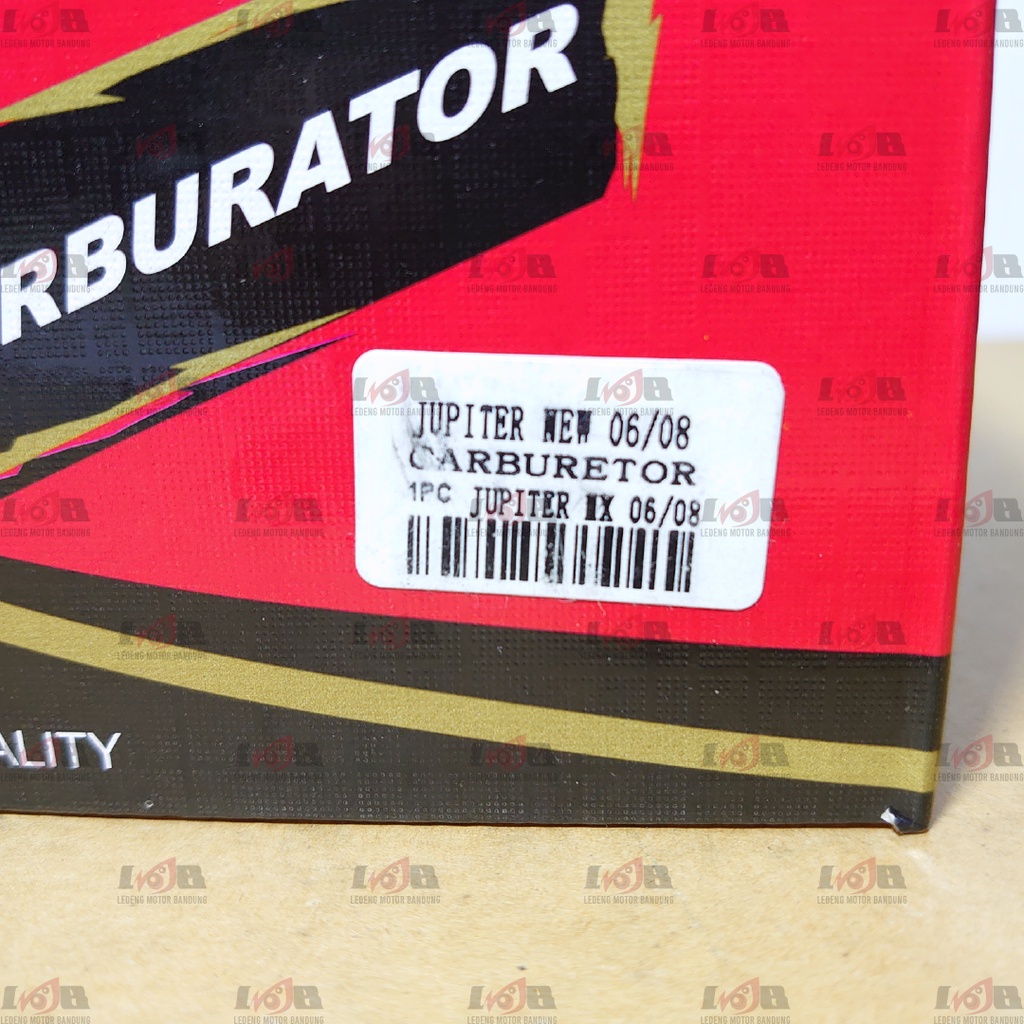 RBURATOR
JUPITER NEW 06/08
CARBURETOR
1PC JUPITER MX 06/08
ALITY
LEDENG MOTOR BANDUNG